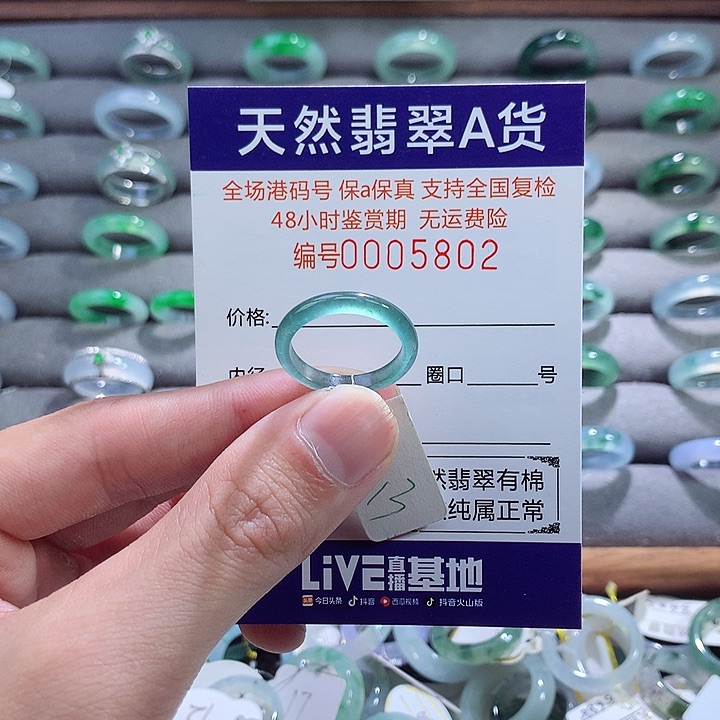 天然翡翠A货
全场港码号 保a保真 支持全国复检
48小时鉴赏期 无运费险
编号0005802
价格:
内径 圈口 号
然翡翠有棉
纯属正常
13
LiVE直播基地
今日头条 抖音 西瓜视频 抖音火山版
17